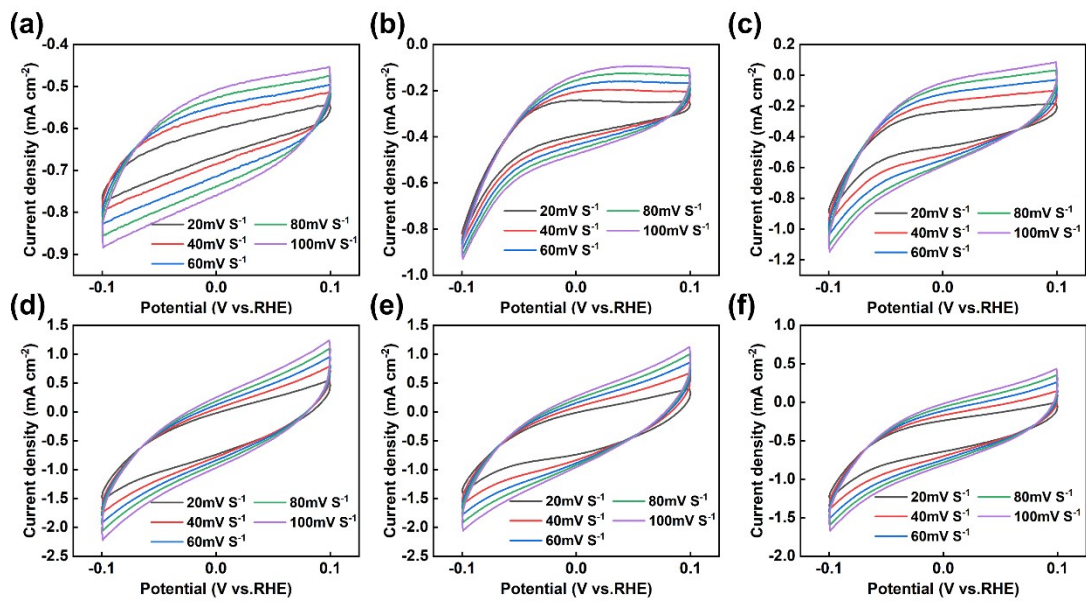 (a)
-0.4
-0.5
-0.6
-0.7
-0.8
-0.9
Current density (mA cm⁻²)
20mV S⁻¹ 80mV S⁻¹
40mV S⁻¹ 100mV S⁻¹
60mV S⁻¹
-0.1 0.0 0.1
Potential (V vs.RHE)
(b)
0.0
-0.2
-0.4
-0.6
-0.8
-1.0
Current density (mA cm⁻²)
20mV S⁻¹ 80mV S⁻¹
40mV S⁻¹ 100mV S⁻¹
60mV S⁻¹
-0.1 0.0 0.1
Potential (V vs.RHE)
(c)
0.2
0.0
-0.2
-0.4
-0.6
-0.8
-1.0
-1.2
Current density (mA cm⁻²)
20mV S⁻¹ 80mV S⁻¹
40mV S⁻¹ 100mV S⁻¹
60mV S⁻¹
-0.1 0.0 0.1
Potential (V vs.RHE)
(d)
1.5
1.0
0.5
0.0
-0.5
-1.0
-1.5
-2.0
-2.5
Current density (mA cm⁻²)
20mV S⁻¹ 80mV S⁻¹
40mV S⁻¹ 100mV S⁻¹
60mV S⁻¹
-0.1 0.0 0.1
Potential (V vs.RHE)
(e)
1.5
1.0
0.5
0.0
-0.5
-1.0
-1.5
-2.0
-2.5
Current density (mA cm⁻²)
20mV S⁻¹ 80mV S⁻¹
40mV S⁻¹ 100mV S⁻¹
60mV S⁻¹
-0.1 0.0 0.1
Potential (V vs.RHE)
(f)
1.0
0.5
0.0
-0.5
-1.0
-1.5
-2.0
Current density (mA cm⁻²)
20mV S⁻¹ 80mV S⁻¹
40mV S⁻¹ 100mV S⁻¹
60mV S⁻¹
-0.1 0.0 0.1
Potential (V vs.RHE)